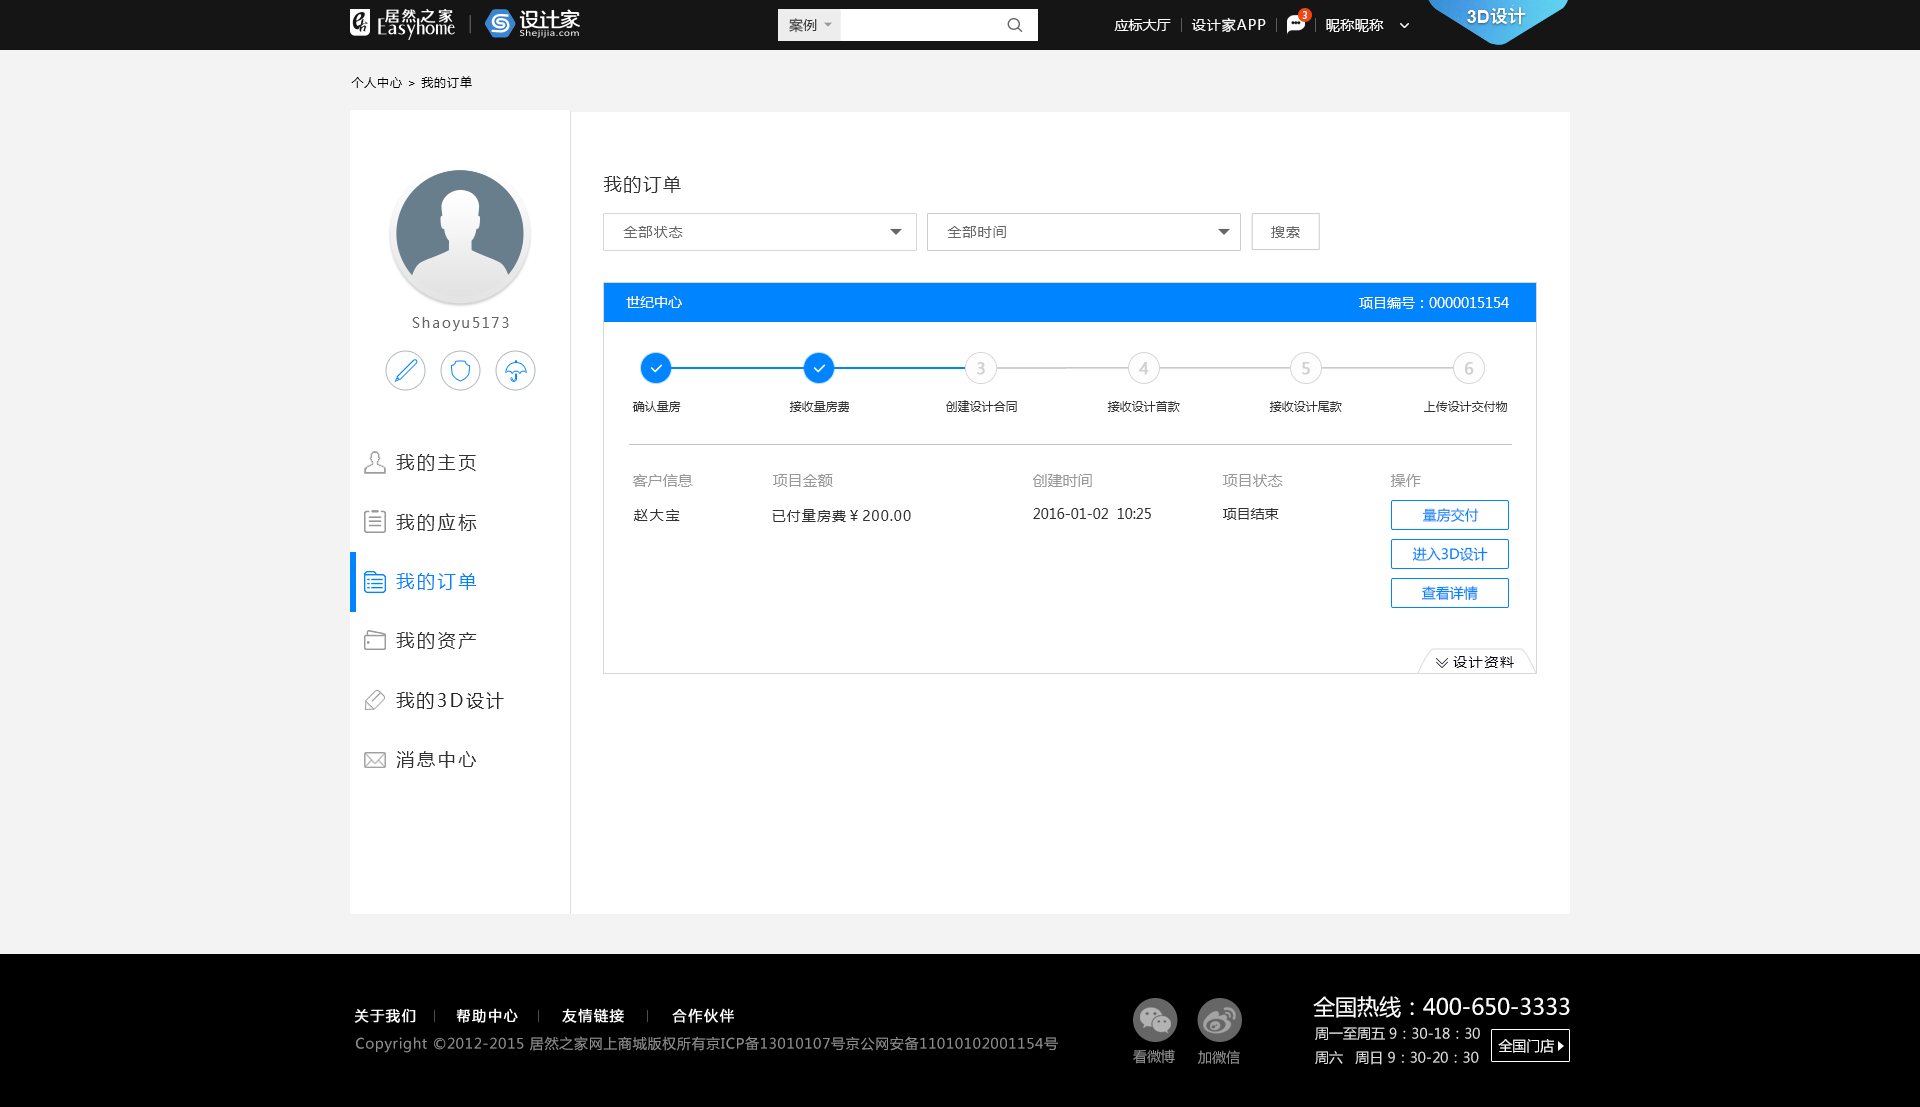 居然之家 Easyhome
设计家 Shejijia.com
案例
应标大厅
设计家APP
3
昵称昵称
3D设计
个人中心 > 我的订单
Shaoyu5173
我的主页
我的应标
我的订单
我的资产
我的3D设计
消息中心
我的订单
全部状态
全部时间
搜索
世纪中心 项目编号：0000015154
3 4 5 6
确认量房 接收量房费 创建设计合同 接收设计首款 接收设计尾款 上传设计交付物
客户信息 项目金额 创建时间 项目状态 操作
赵大宝 已付量房费￥200.00 2016-01-02 10:25 项目结束 量房交付
进入3D设计
查看详情
设计资料
关于我们 帮助中心 友情链接 合作伙伴
Copyright ©2012-2015 居然之家网上商城版权所有京ICP备13010107号京公网安备11010102001154号
看微博 加微信
全国热线：400-650-3333
周一至周五 9：30-18：30
周六 周日 9：30-20：30
全国门店